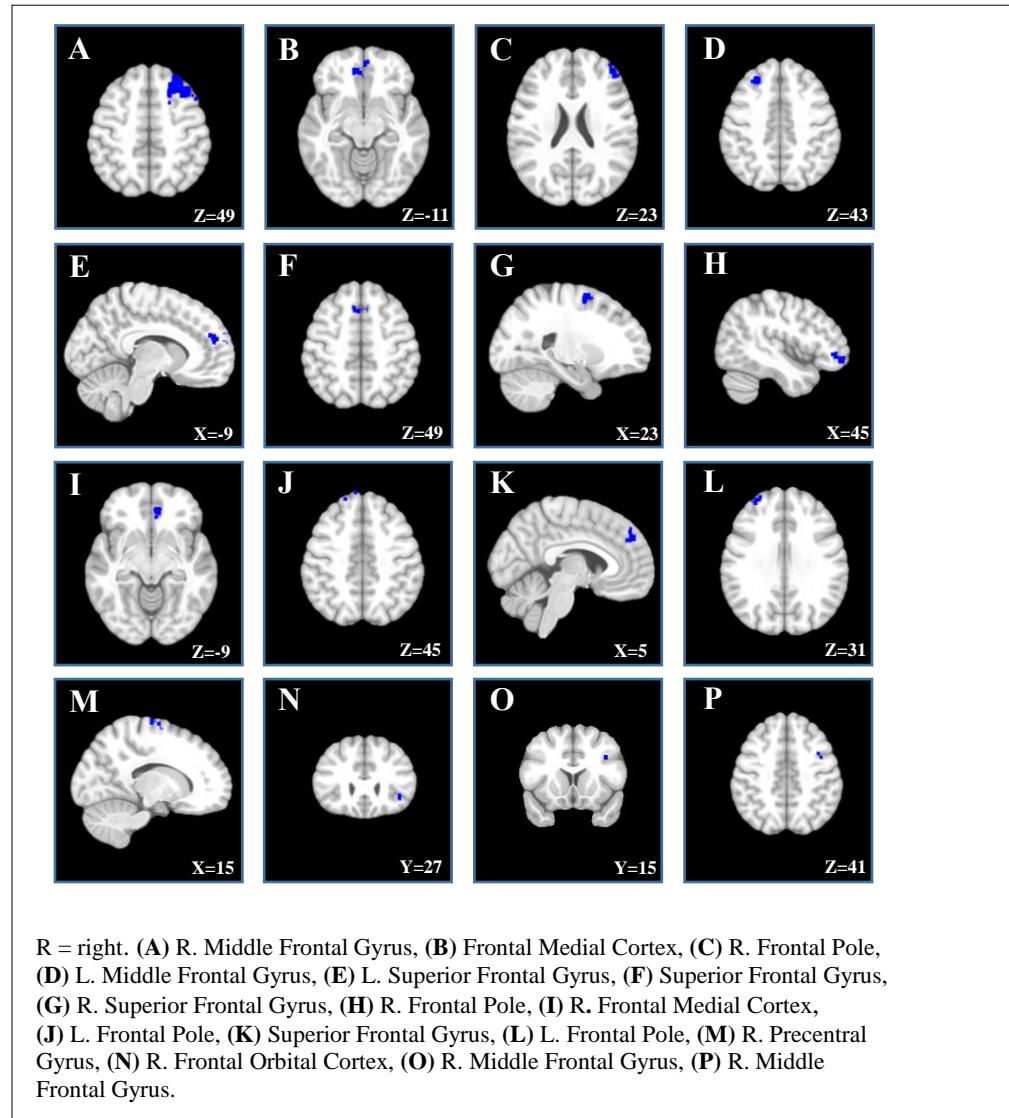 A B C D
Z=49 Z=-11 Z=23 Z=43
E F G H
X=-9 Z=49 X=23 X=45
I J K L
Z=-9 Z=45 X=5 Z=31
M N O P
X=15 Y=27 Y=15 Z=41
R = right. (A) R. Middle Frontal Gyrus, (B) Frontal Medial Cortex, (C) R. Frontal Pole,
(D) L. Middle Frontal Gyrus, (E) L. Superior Frontal Gyrus, (F) Superior Frontal Gyrus,
(G) R. Superior Frontal Gyrus, (H) R. Frontal Pole, (I) R. Frontal Medial Cortex,
(J) L. Frontal Pole, (K) Superior Frontal Gyrus, (L) L. Frontal Pole, (M) R. Precentral
Gyrus, (N) R. Frontal Orbital Cortex, (O) R. Middle Frontal Gyrus, (P) R. Middle
Frontal Gyrus.